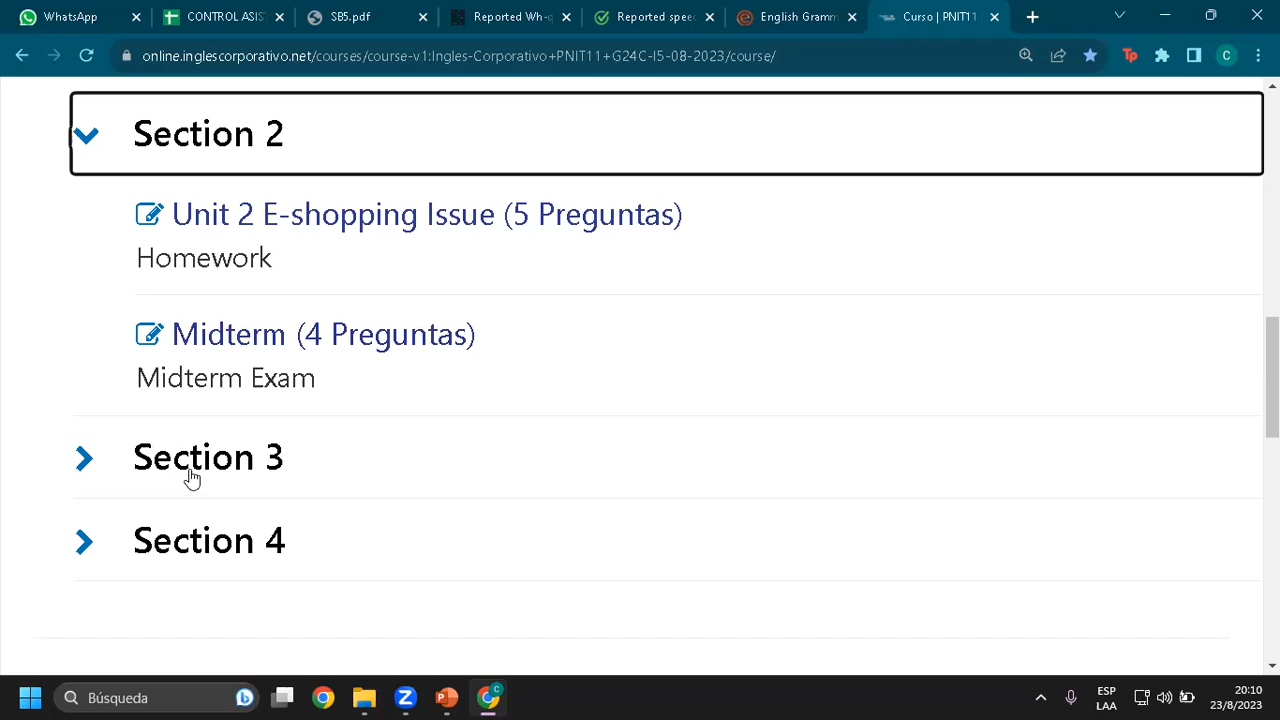 WhatsApp
CONTROL ASIS
SB5.pdf
Reported Wh-q
Reported speec
English Gramm
Curso | PNIT11
online.inglescorporativo.net/courses/course-v1:Ingles-Corporativo+PNIT11+G24C-I5-08-2023/course/
Section 2
Unit 2 E-shopping Issue (5 Preguntas)
Homework
Midterm (4 Preguntas)
Midterm Exam
Section 3
Section 4
Búsqueda
ESP
LAA
20:10
23/8/2023